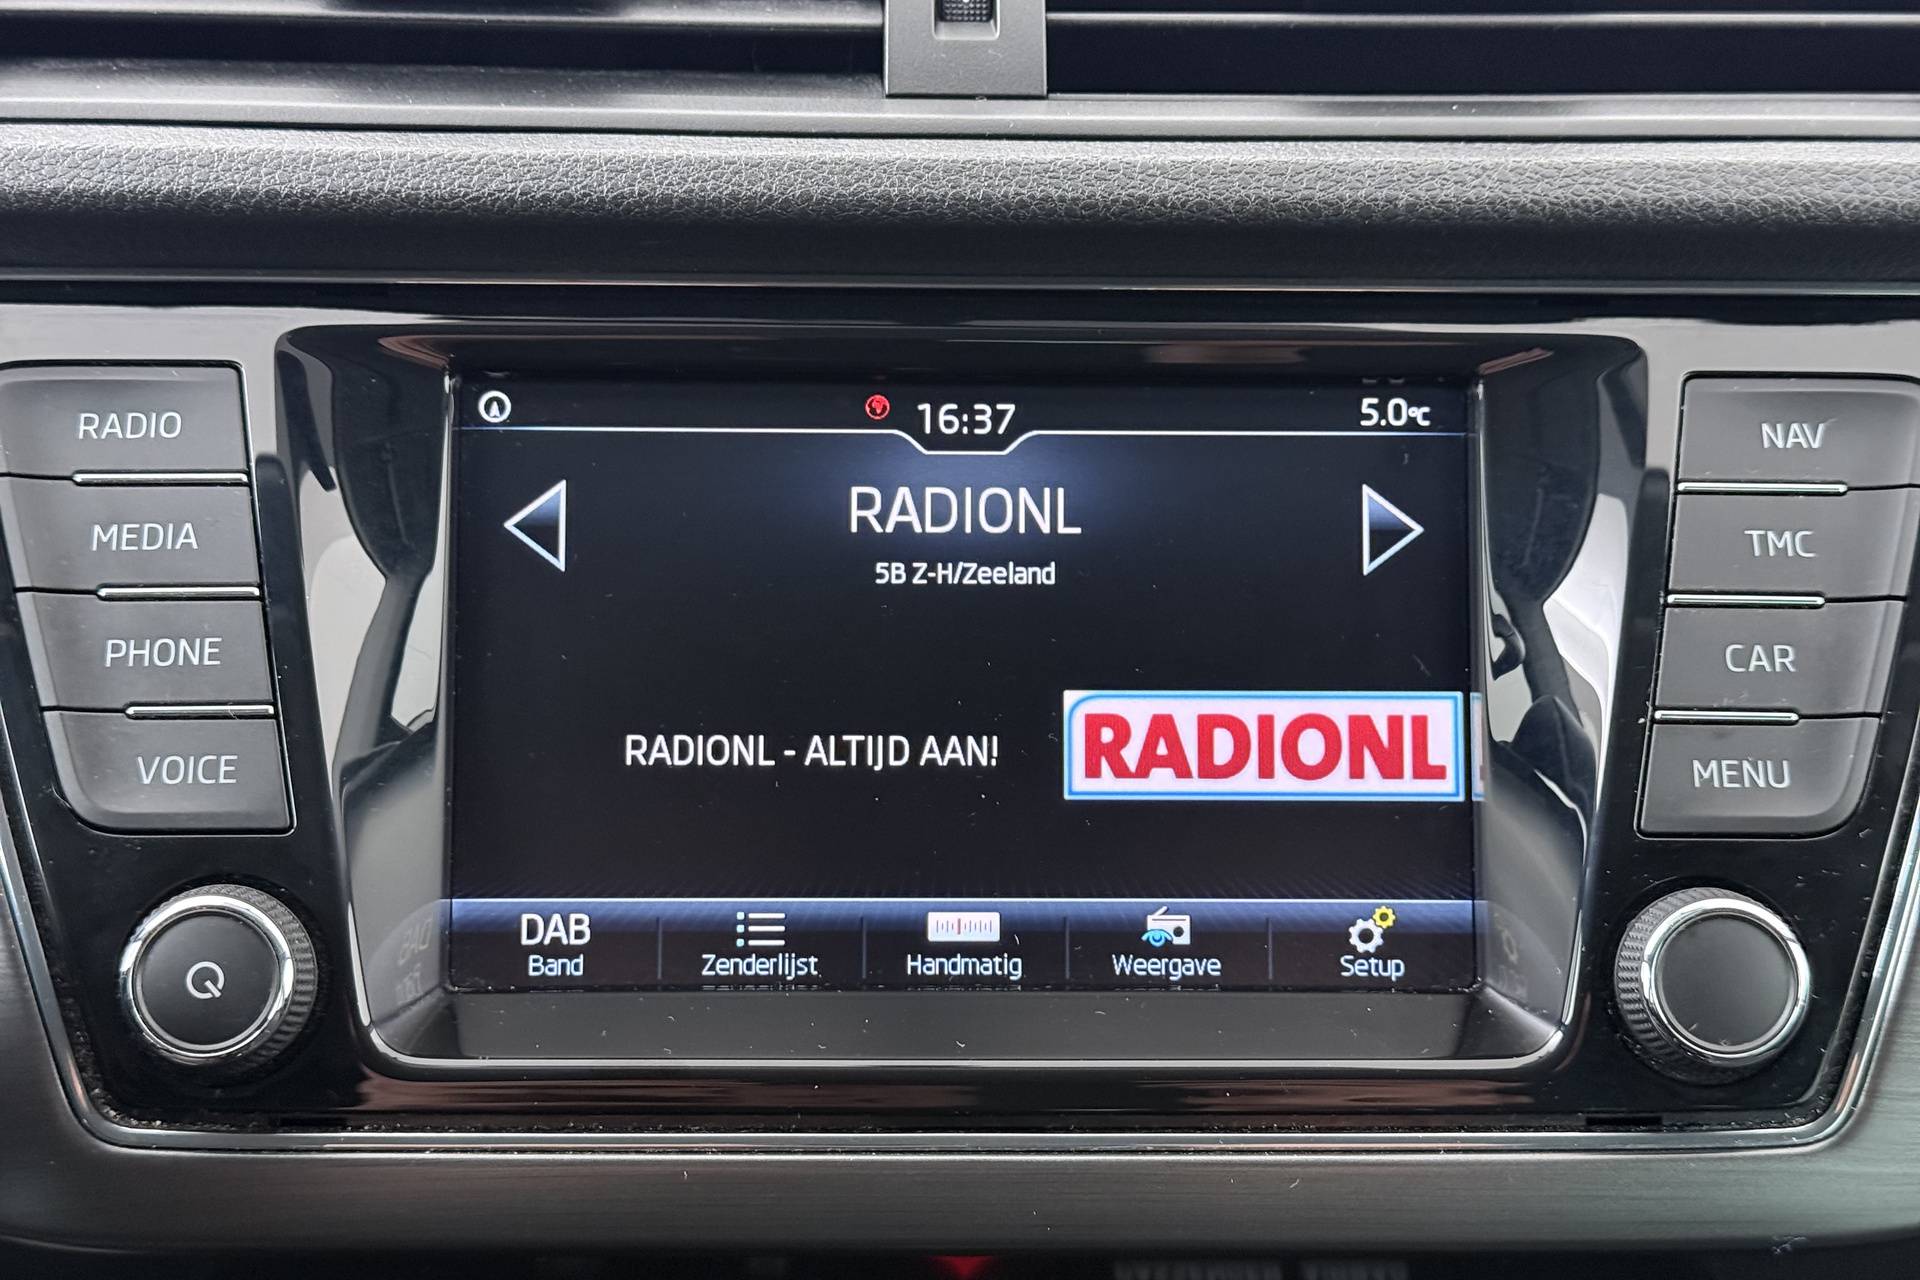 RADIO
MEDIA
PHONE
VOICE
16:37
5.0°C
RADIONL
5B Z-H/Zeeland
RADIONL - ALTIJD AAN!
RADIONL
DAB
Band
Zenderlijst
Handmatig
Weergave
Setup
NAV
TMC
CAR
MENU